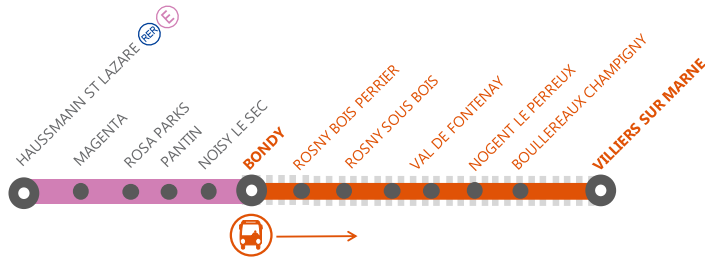 HAUSSMANN ST LAZARE RER E
MAGENTA
ROSA PARKS
PANTIN
NOISY LE SEC
BONDY
ROSNY BOIS PERRIER
ROSNY SOUS BOIS
VAL DE FONTENAY
NOGENT LE PERREUX
BOULLEREAUX CHAMPIGNY
VILLIERS SUR MARNE